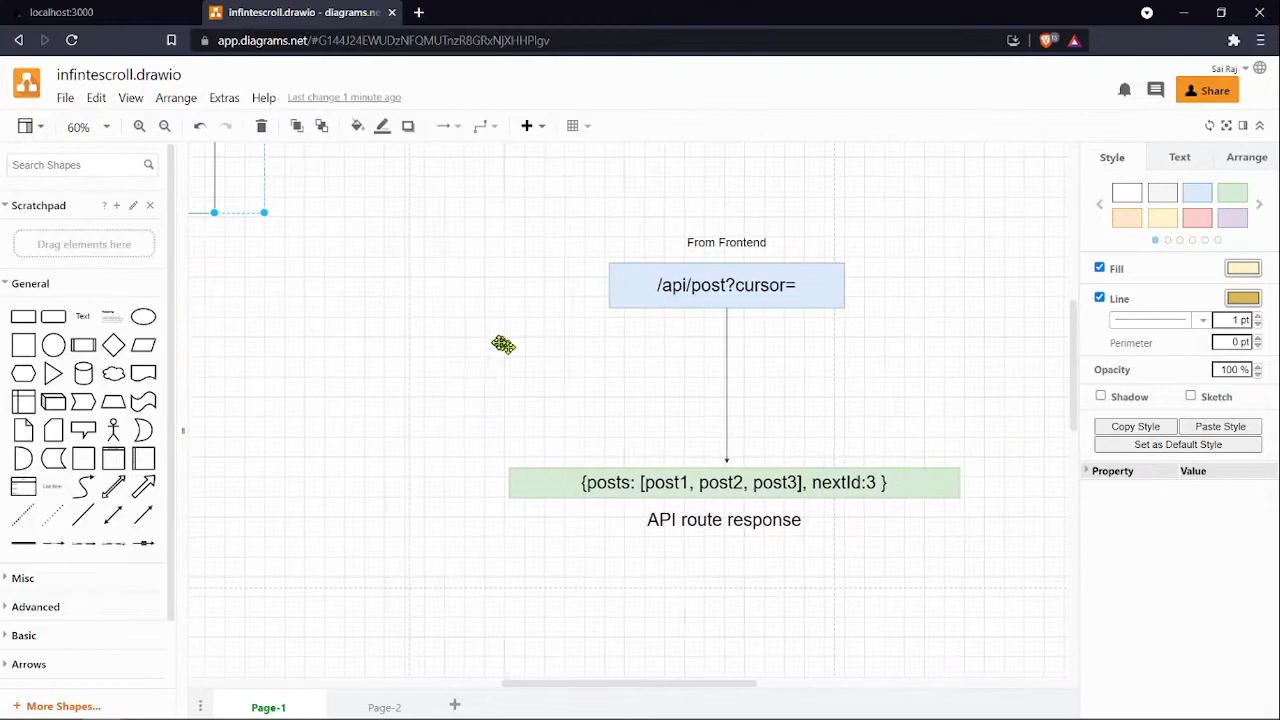 localhost:3000
infintescroll.drawio - diagrams.ne
app.diagrams.net/#G144J24EWUDzNFQMUTnzR8GRxNjXHHPlgv
15
infintescroll.drawio
Sai Raj
File Edit View Arrange Extras Help Last change 1 minute ago
Share
60%
Search Shapes
Style Text Arrange
Scratchpad
?
Drag elements here
General
Text
Heading
List Item
Misc
Advanced
Basic
Arrows
+ More Shapes...
From Frontend
/api/post?cursor=
{posts: [post1, post2, post3], nextId:3 }
API route response
Fill
Line
1 pt
Perimeter 0 pt
Opacity 100 %
Shadow Sketch
Copy Style Paste Style
Set as Default Style
Property Value
Page-1 Page-2